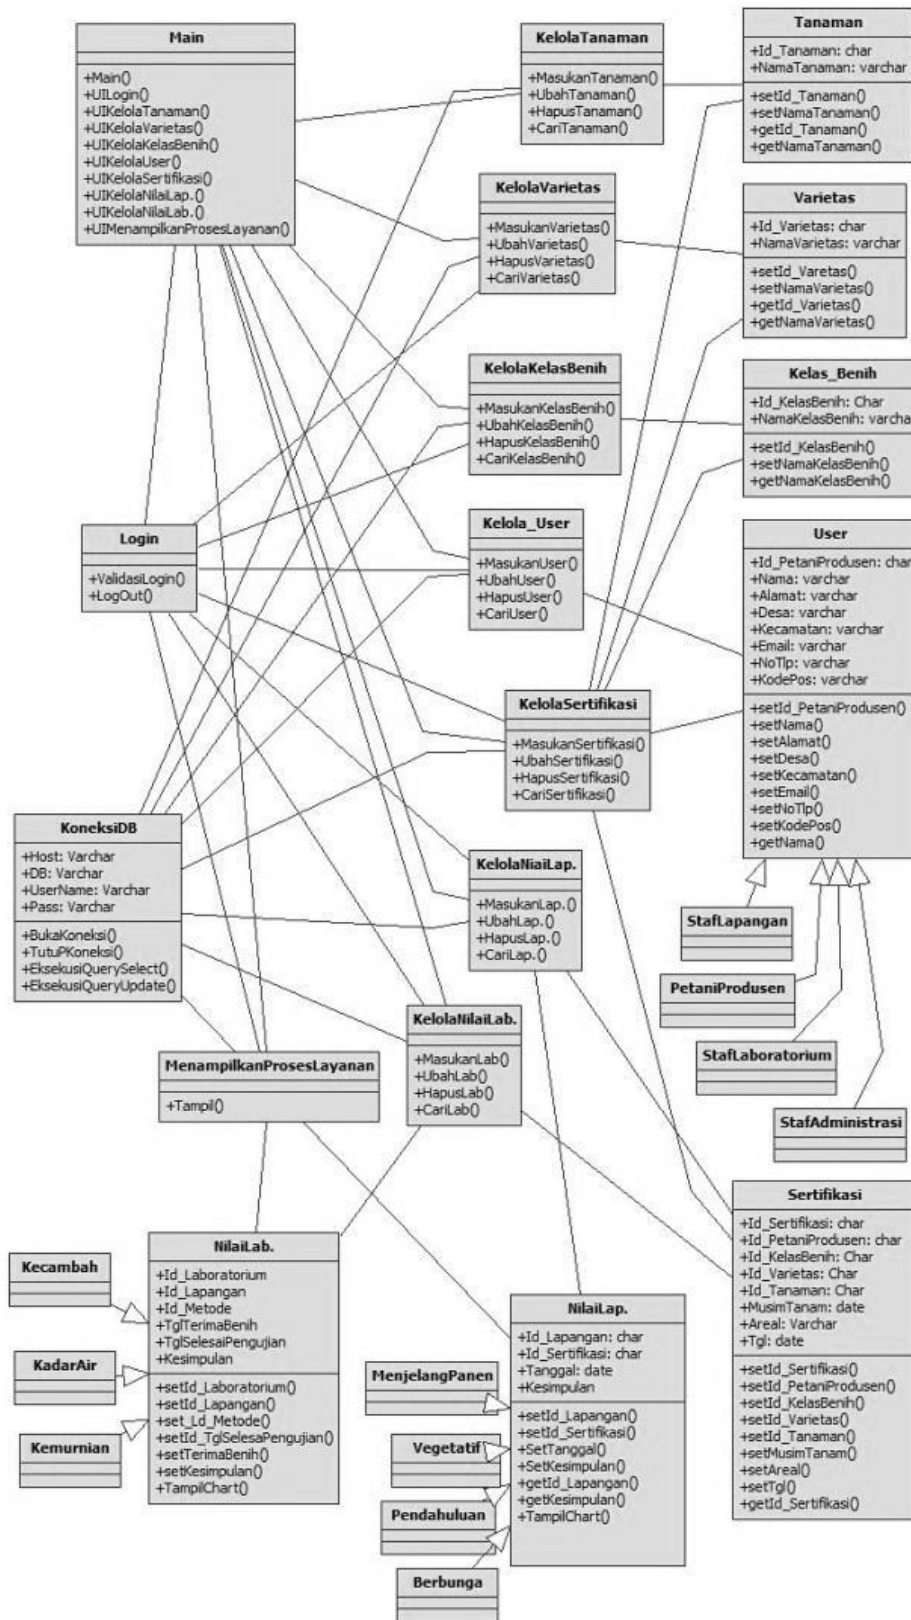 Main
+Main()
+UILogin()
+UIKelolaTanaman()
+UIKelolaVarietas()
+UIKelolaKelasBenih()
+UIKelolaUser()
+UIKelolaSertifikasi()
+UIKelolaNilaiLap.()
+UIKelolaNilaiLab.()
+UIMenampilkanProsesLayanan()
KelolaTanaman
+MasukanTanaman()
+UbahTanaman()
+HapusTanaman()
+CariTanaman()
Tanaman
+Id_Tanaman: char
+NamaTanaman: varchar
+setId_Tanaman()
+setNamaTanaman()
+getId_Tanaman()
+getNamaTanaman()
KelolaVarietas
+MasukanVarietas()
+UbahVarietas()
+HapusVarietas()
+CariVarietas()
Varietas
+Id_Varietas: char
+NamaVarietas: varchar
+setId_Varetas()
+setNamaVarietas()
+getId_Varietas()
+getNamaVarietas()
KelolaKelasBenih
+MasukanKelasBenih()
+UbahKelasBenih()
+HapusKelasBenih()
+CariKelasBenih()
Kelas_Benih
+Id_KelasBenih: Char
+NamaKelasBenih: varcha
+setId_KelasBenih()
+setNamaKelasBenih()
+getNamaKelasBenih()
Login
+ValidasiLogin()
+LogOut()
Kelola_User
+MasukanUser()
+UbahUser()
+HapusUser()
+CariUser()
User
+Id_PetaniProdusen: char
+Nama: varchar
+Alamat: varchar
+Desa: varchar
+Kecamatan: varchar
+Email: varchar
+NoTlp: varchar
+KodePos: varchar
+setId_PetaniProdusen()
+setNama()
+setAlamat()
+setDesa()
+setKecamatan()
+setEmail()
+setNoTlp()
+setKodePos()
+getNama()
KelolaSertifikasi
+MasukanSertifikasi()
+UbahSertifikasi()
+HapusSertifikasi()
+CariSertifikasi()
KoneksiDB
+Host: Varchar
+DB: Varchar
+UserName: Varchar
+Pass: Varchar
+BukaKoneksi()
+TutuPKoneksi()
+EksekusiQuerySelect()
+EksekusiQueryUpdate()
KelolaNiaiLap.
+MasukanLap.()
+UbahLap.()
+HapusLap.()
+CariLap.()
StafLapangan
PetaniProdusen
StafLaboratorium
StafAdministrasi
KelolaNilaiLab.
+MasukanLab()
+UbahLab()
+HapusLab()
+CariLab()
MenampilkanProsesLayanan
+Tampil()
Sertifikasi
+Id_Sertifikasi: char
+Id_PetaniProdusen: char
+Id_KelasBenih: Char
+Id_Varietas: Char
+Id_Tanaman: Char
+MusimTanam: date
+Areal: Varchar
+Tgl: date
+setId_Sertifikasi()
+setId_PetaniProdusen()
+setId_KelasBenih()
+setId_Varietas()
+setId_Tanaman()
+setMusimTanam()
+setAreal()
+setTgl()
+getId_Sertifikasi()
Kecambah
KadarAir
Kemurnian
NilaiLab.
+Id_Laboratorium
+Id_Lapangan
+Id_Metode
+TglTerimaBenih
+TglSelesaiPengujian
+Kesimpulan
+setId_Laboratorium()
+setId_Lapangan()
+set_Ld_Metode()
+setId_TglSelesaPengujian()
+setTerimaBenih()
+setKesimpulan()
+TampilChart()
NilaiLap.
+Id_Lapangan: char
+Id_Sertifikasi: char
+Tanggal: date
+Kesimpulan
+setId_Lapangan()
+setId_Sertifikasi()
+SetTanggal()
+SetKesimpulan()
+getId_Lapangan()
+getKesimpulan()
+TampilChart()
MenjelangPanen
Vegetatif
Pendahuluan
Berbunga